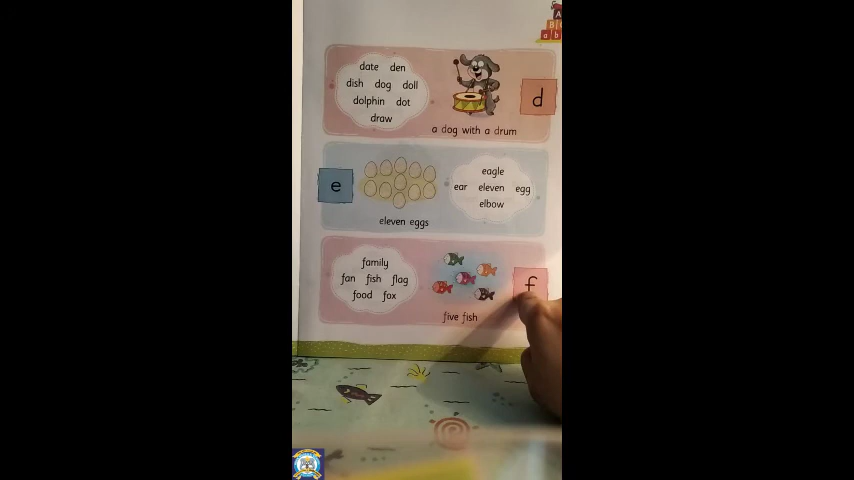 date den
dish dog doll
dolphin dot
draw
a dog with a drum
d
e
eleven eggs
eagle
ear eleven egg
elbow
family
fan fish flag
food fox
five fish
f